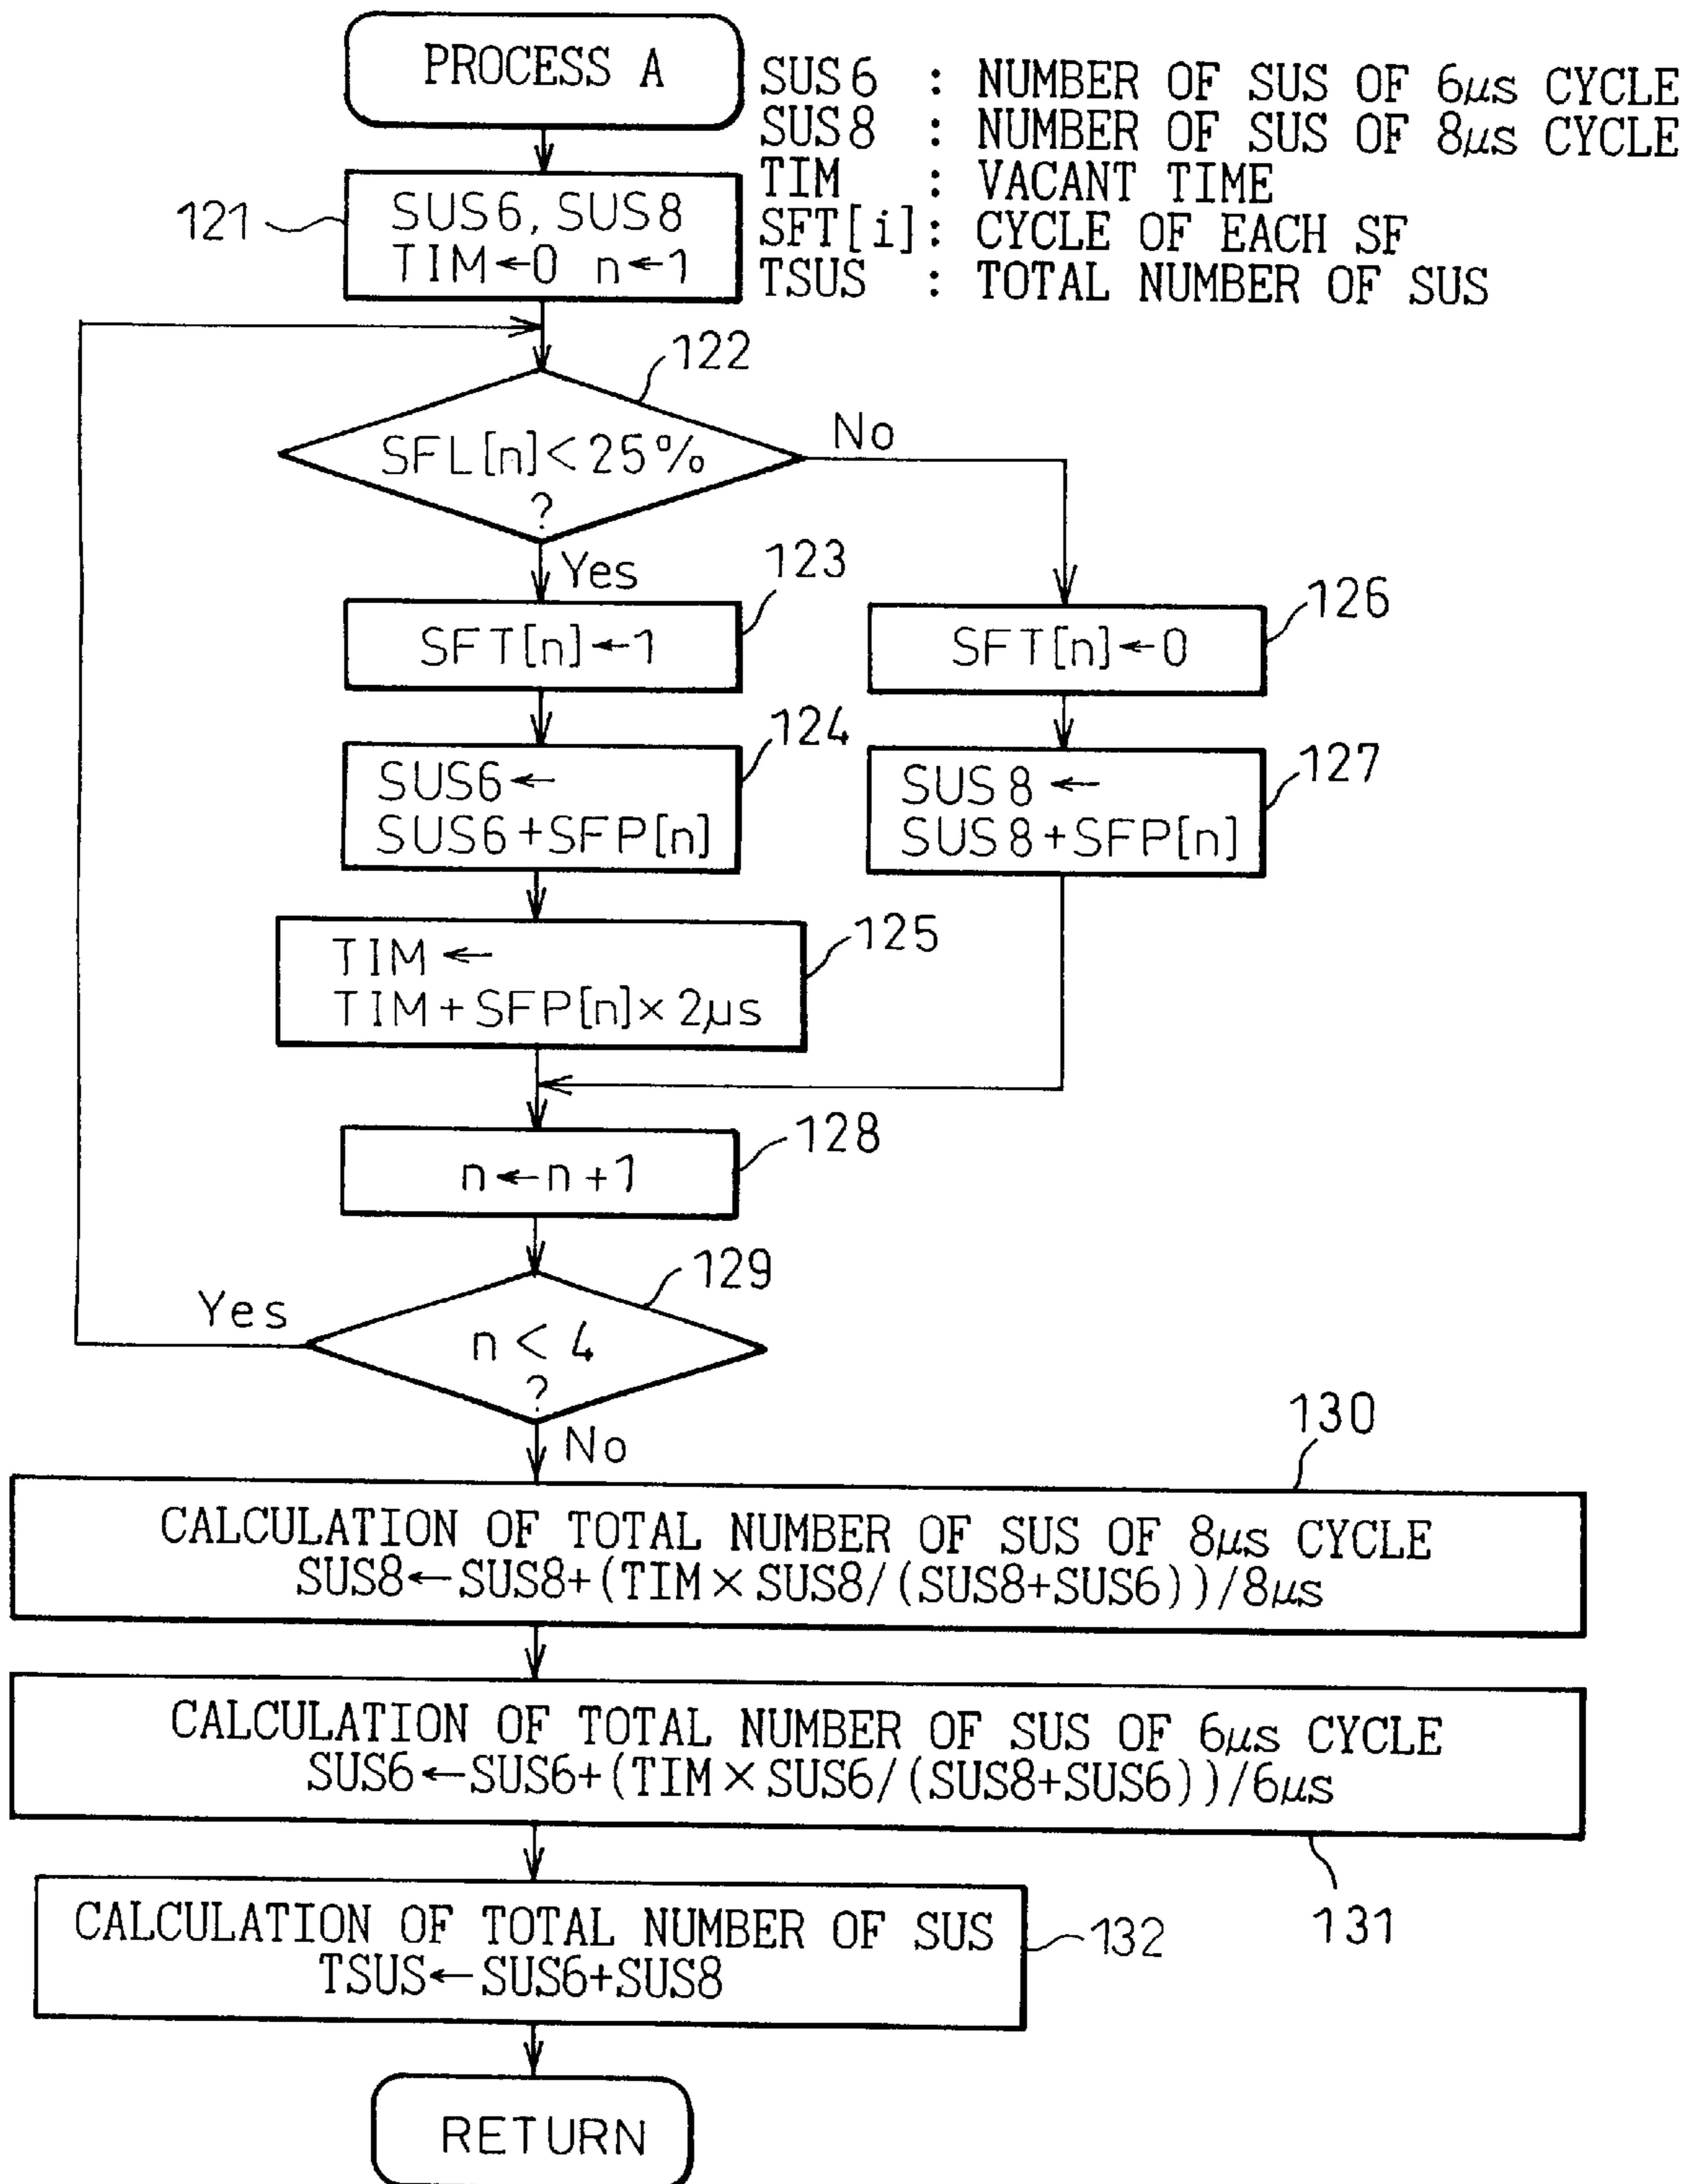 PROCESS A
SUS6 : NUMBER OF SUS OF 6μs CYCLE
SUS8 : NUMBER OF SUS OF 8μs CYCLE
TIM : VACANT TIME
SFT[i] : CYCLE OF EACH SF
TSUS : TOTAL NUMBER OF SUS
121
SUS6, SUS8
TIM←0 n←1
122
SFL[n]<25%
?
No
Yes
123
SFT[n]←1
126
SFT[n]←0
124
SUS6←
SUS6+SFP[n]
127
SUS8←
SUS8+SFP[n]
125
TIM←
TIM+SFP[n]×2μs
128
n←n+1
129
Yes
n<4
?
No
130
CALCULATION OF TOTAL NUMBER OF SUS OF 8μs CYCLE
SUS8←SUS8+(TIM×SUS8/(SUS8+SUS6))/8μs
CALCULATION OF TOTAL NUMBER OF SUS OF 6μs CYCLE
SUS6←SUS6+(TIM×SUS6/(SUS8+SUS6))/6μs
131
CALCULATION OF TOTAL NUMBER OF SUS
TSUS←SUS6+SUS8
132
RETURN